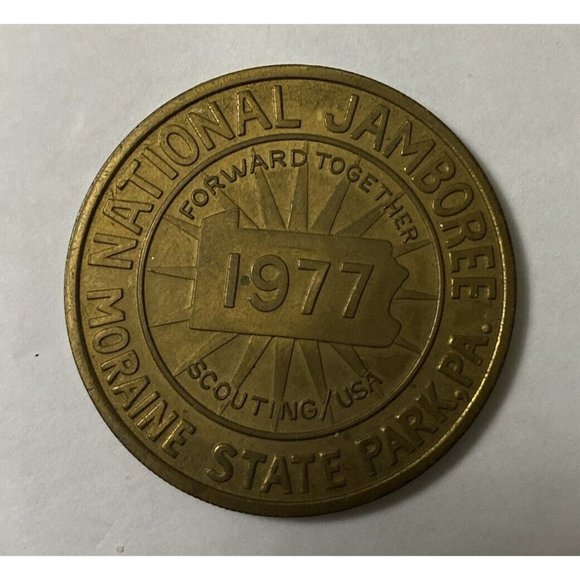 NATIONAL JAMBOREE
FORWARD TOGETHER
1977
SCOUTING/USA
MORAINE STATE PARK, PA.